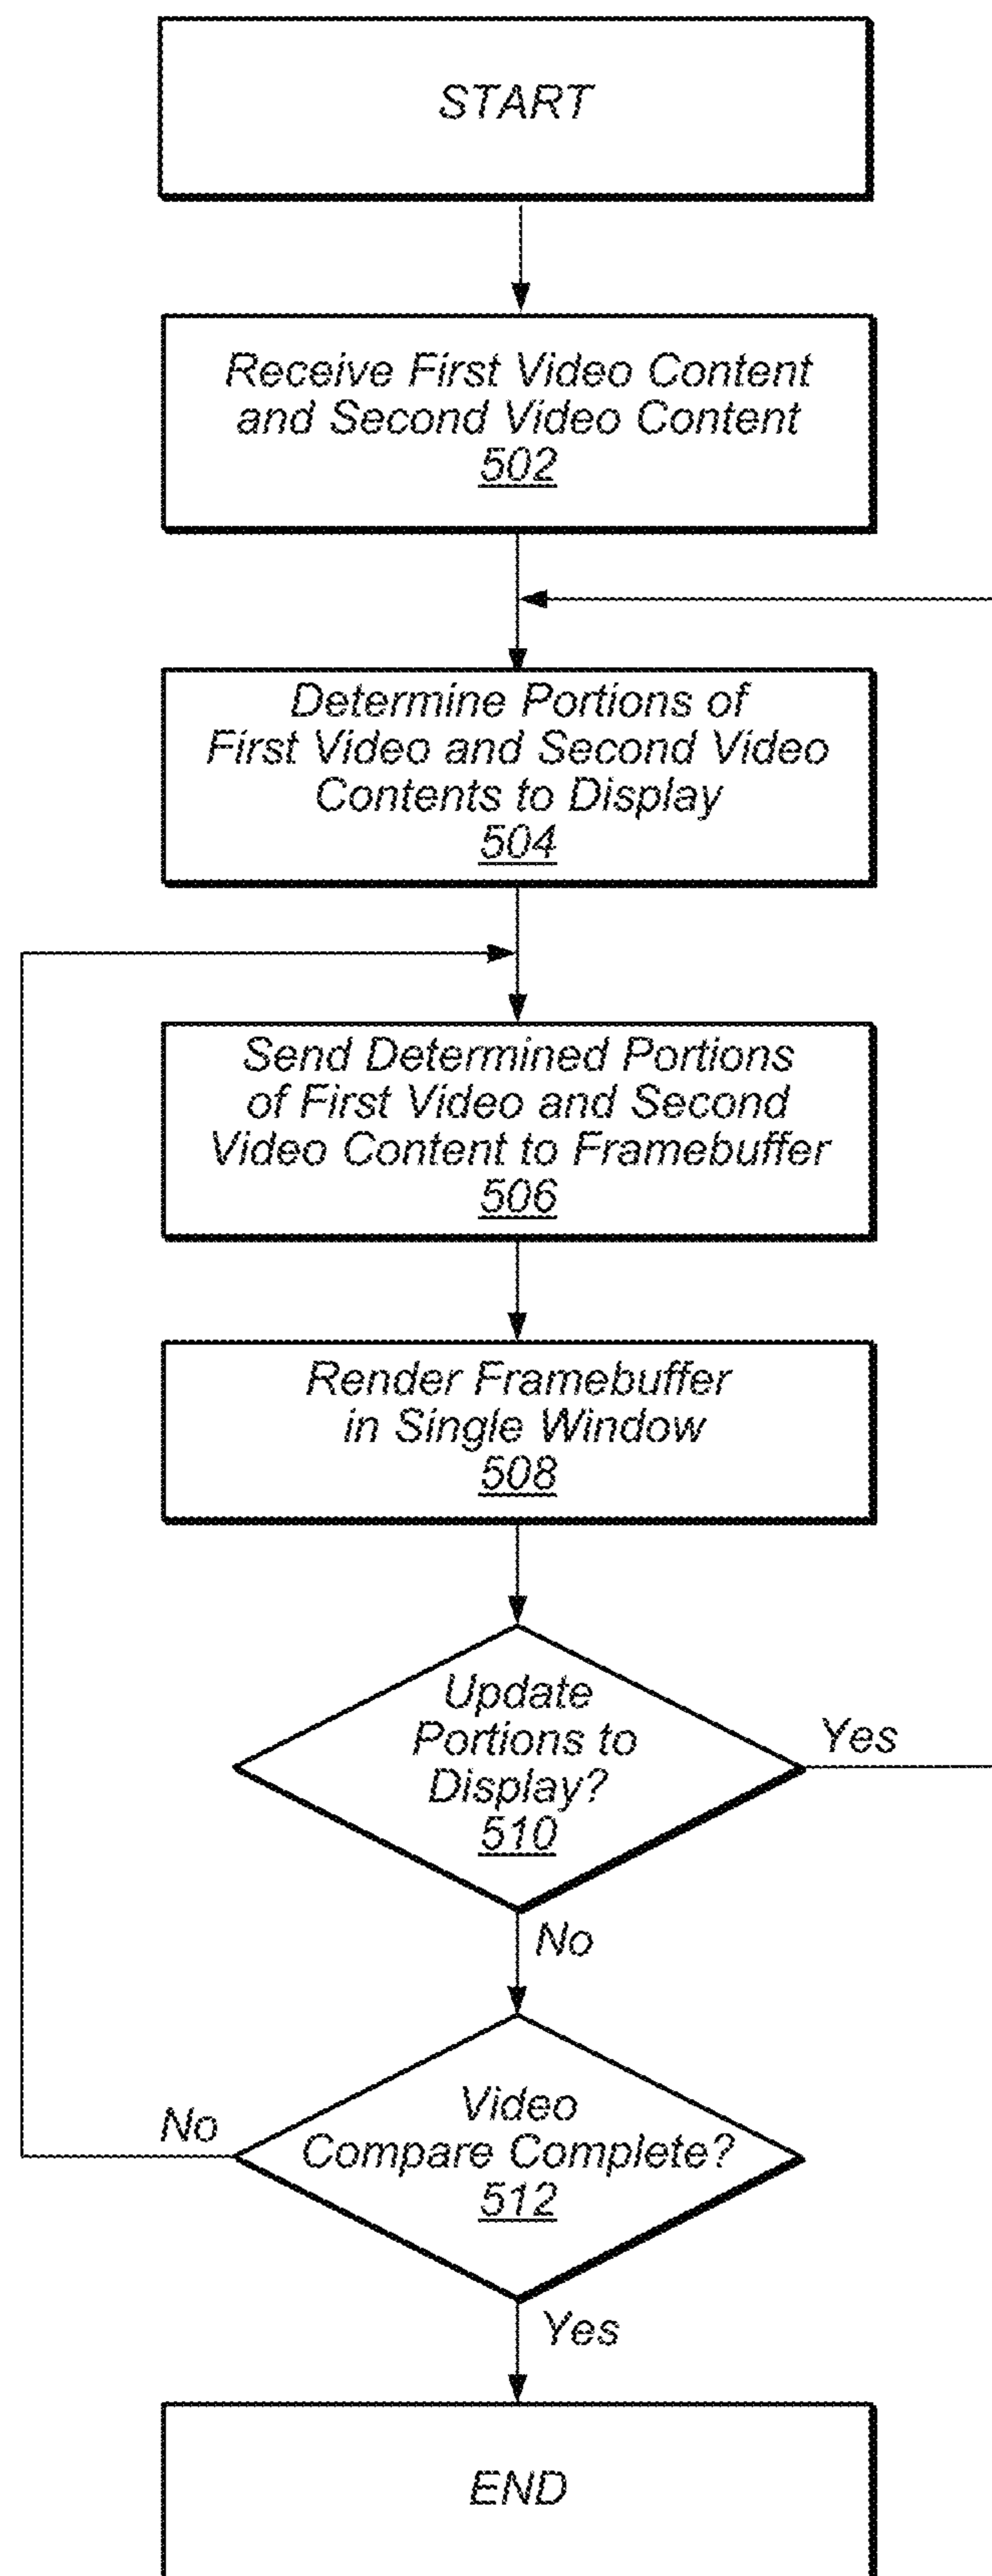 START
Receive First Video Content
and Second Video Content
502
Determine Portions of
First Video and Second Video
Contents to Display
504
Send Determined Portions
of First Video and Second
Video Content to Framebuffer
506
Render Framebuffer
in Single Window
508
Update
Portions to
Display?
510
Yes
No
Video
Compare Complete?
512
No
Yes
END